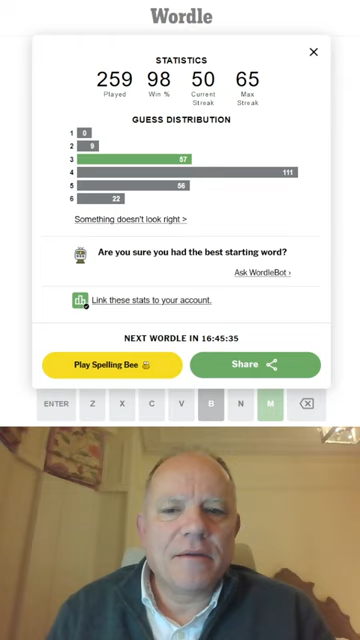 Wordle
STATISTICS
259 98 50 65
Played Win % Current Streak Max Streak
GUESS DISTRIBUTION
1 0
2 9
3 57
4 111
5 56
6 22
Something doesn't look right >
Are you sure you had the best starting word?
Ask WordleBot ›
Link these stats to your account.
NEXT WORDLE IN 16:45:35
Play Spelling Bee
Share
ENTER Z X C V B N M